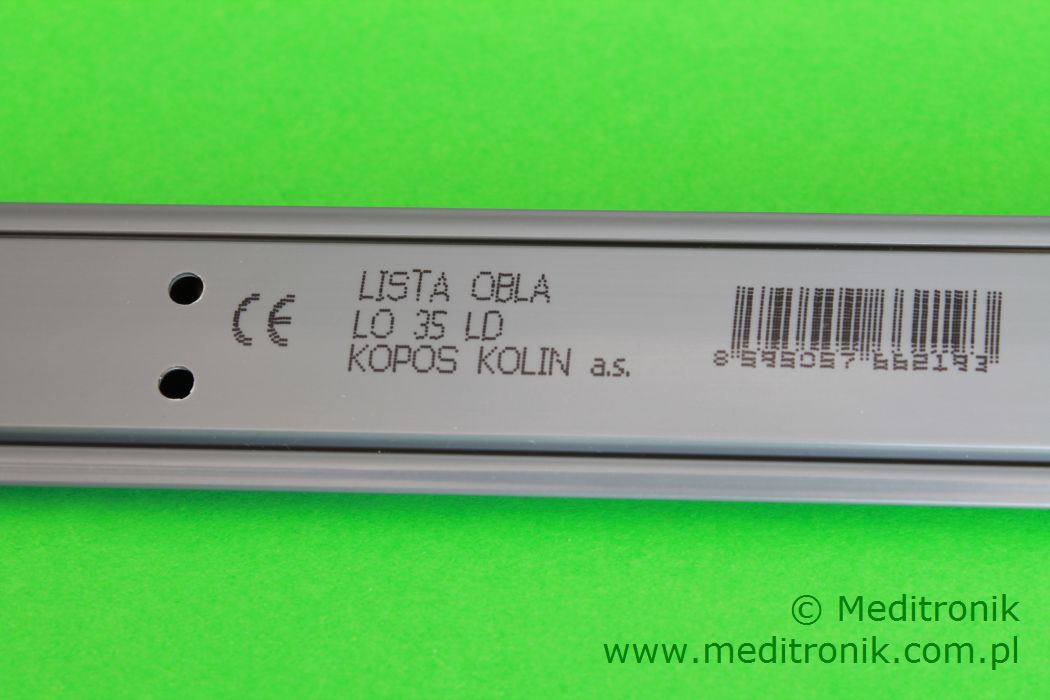 CE
LISTA OBLA
LO 35 LD
KOPOS KOLIN a.s.
8 595057 662193
© Meditronik
www.meditronik.com.pl